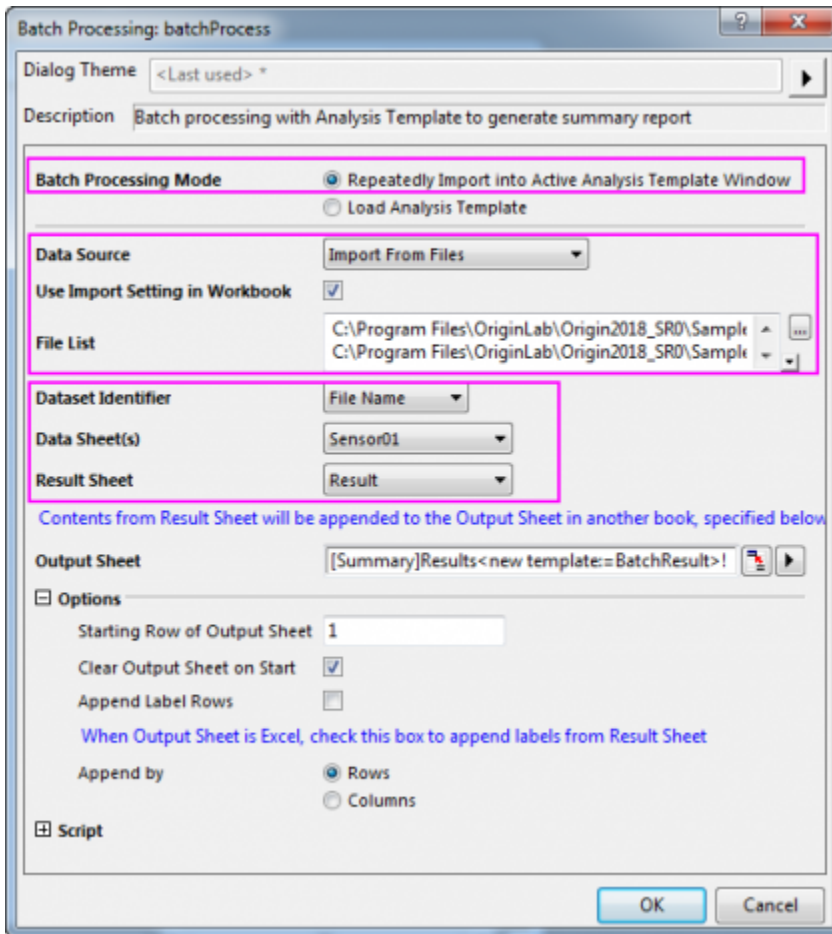 Batch Processing: batchProcess
Dialog Theme <Last used> *
Description Batch processing with Analysis Template to generate summary report
Batch Processing Mode Repeatedly Import into Active Analysis Template Window
Load Analysis Template
Data Source Import From Files
Use Import Setting in Workbook
File List C:\Program Files\OriginLab\Origin2018_SR0\Sample
C:\Program Files\OriginLab\Origin2018_SR0\Sample
...
Dataset Identifier File Name
Data Sheet(s) Sensor01
Result Sheet Result
Contents from Result Sheet will be appended to the Output Sheet in another book, specified below
Output Sheet [Summary]Results<new template:=BatchResult>!
Options
Starting Row of Output Sheet 1
Clear Output Sheet on Start
Append Label Rows
When Output Sheet is Excel, check this box to append labels from Result Sheet
Append by Rows
Columns
Script
OK Cancel